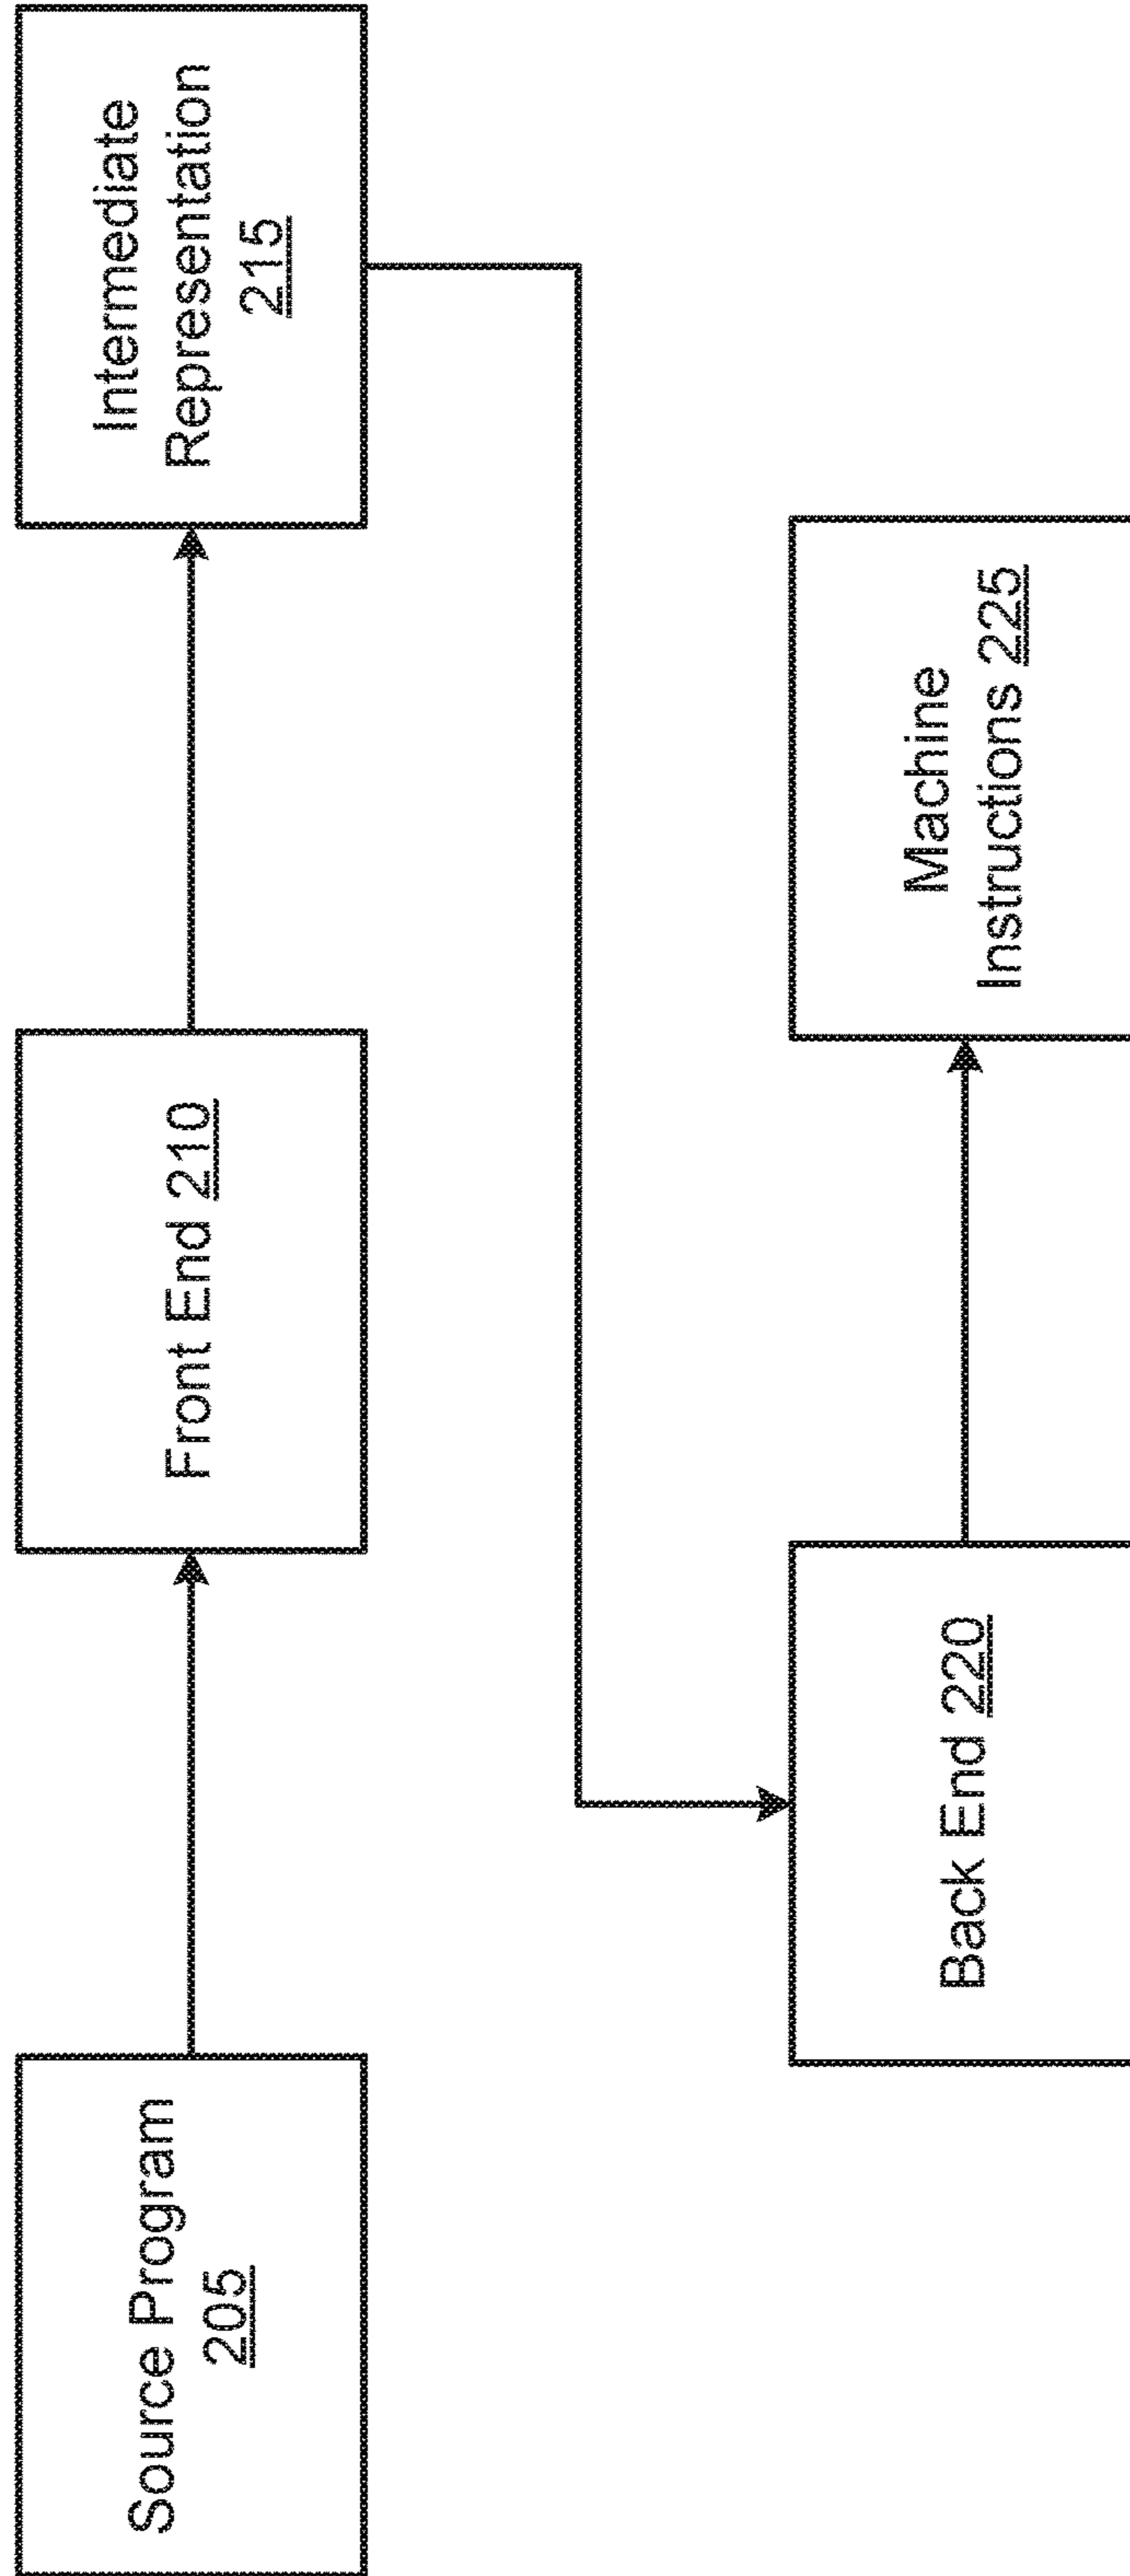 Source Program
205
Front End 210
Intermediate
Representation
215
Back End 220
Machine
Instructions 225